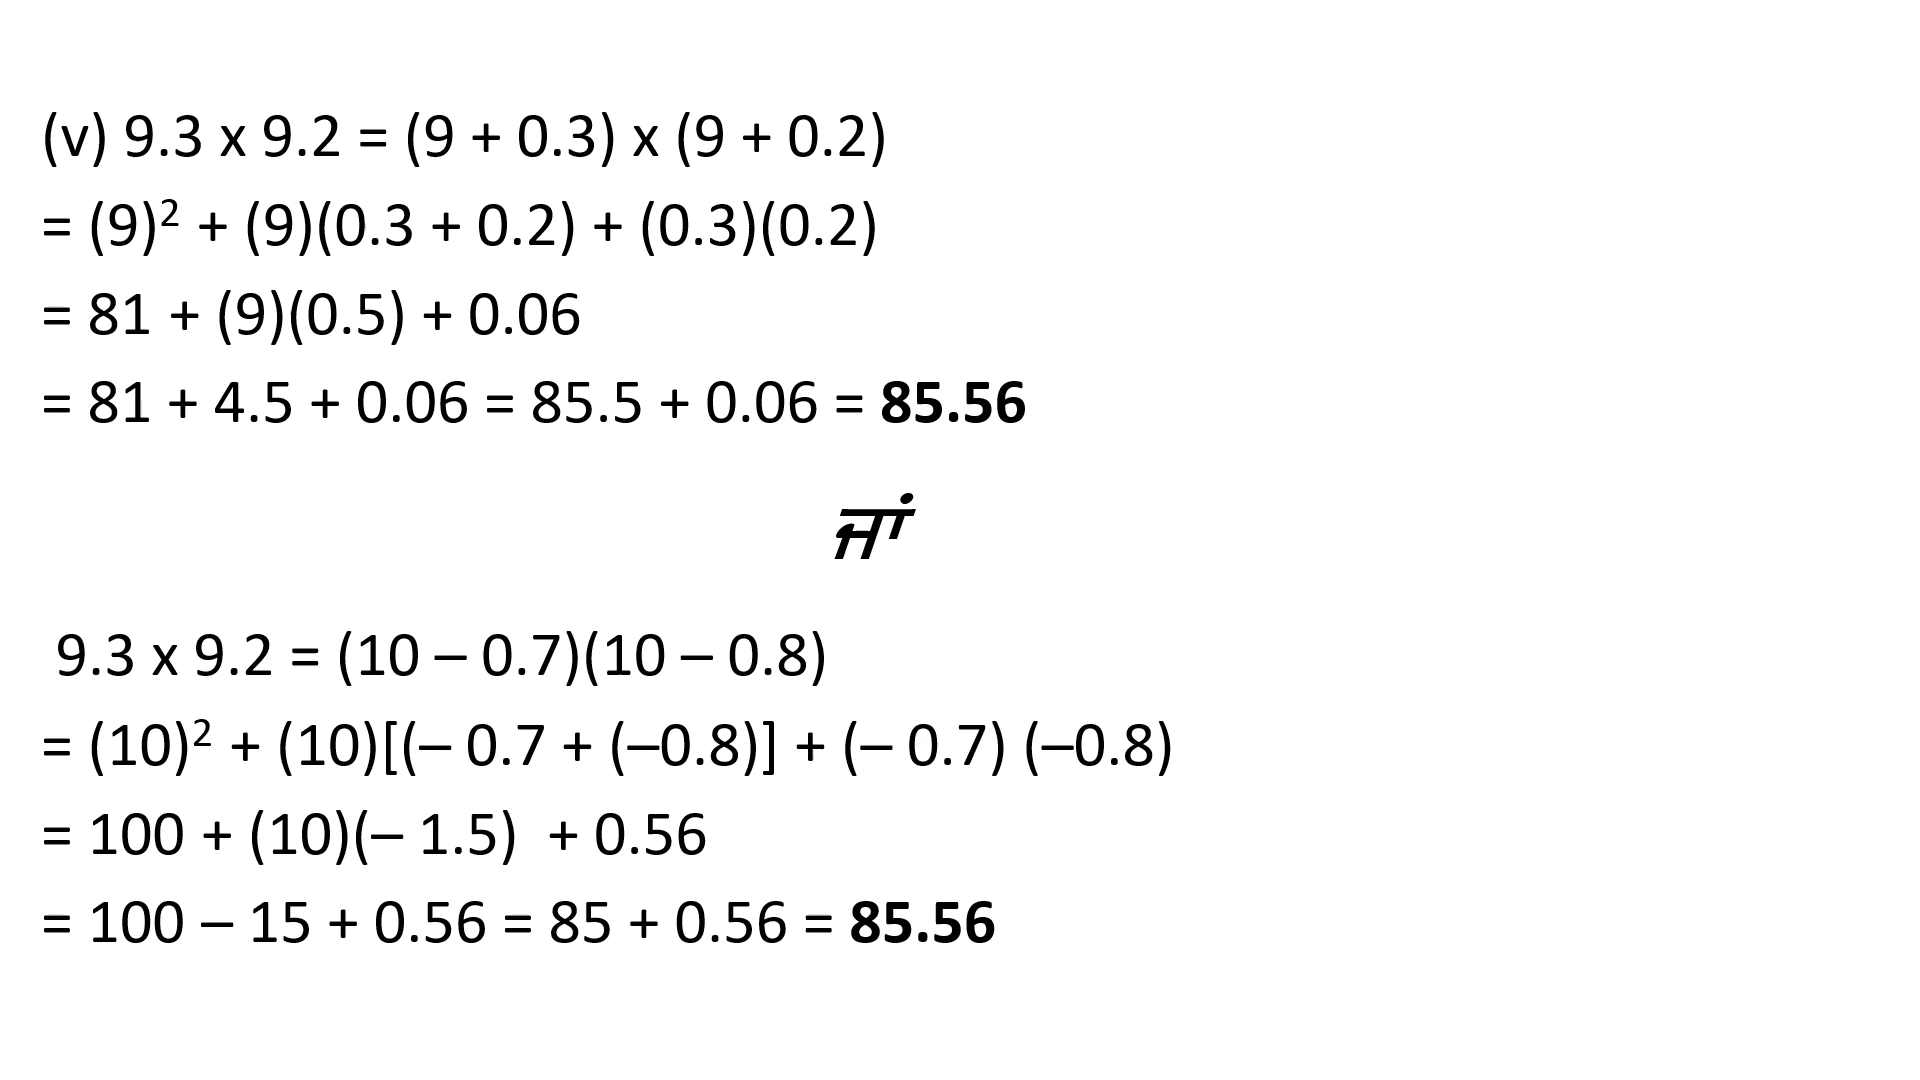 (v) 9.3 x 9.2 = (9 + 0.3) x (9 + 0.2)
= (9)² + (9)(0.3 + 0.2) + (0.3)(0.2)
= 81 + (9)(0.5) + 0.06
= 81 + 4.5 + 0.06 = 85.5 + 0.06 = 85.56
ਜਾਂ
9.3 x 9.2 = (10 – 0.7)(10 – 0.8)
= (10)² + (10)[(– 0.7 + (–0.8)] + (– 0.7) (–0.8)
= 100 + (10)(– 1.5) + 0.56
= 100 – 15 + 0.56 = 85 + 0.56 = 85.56